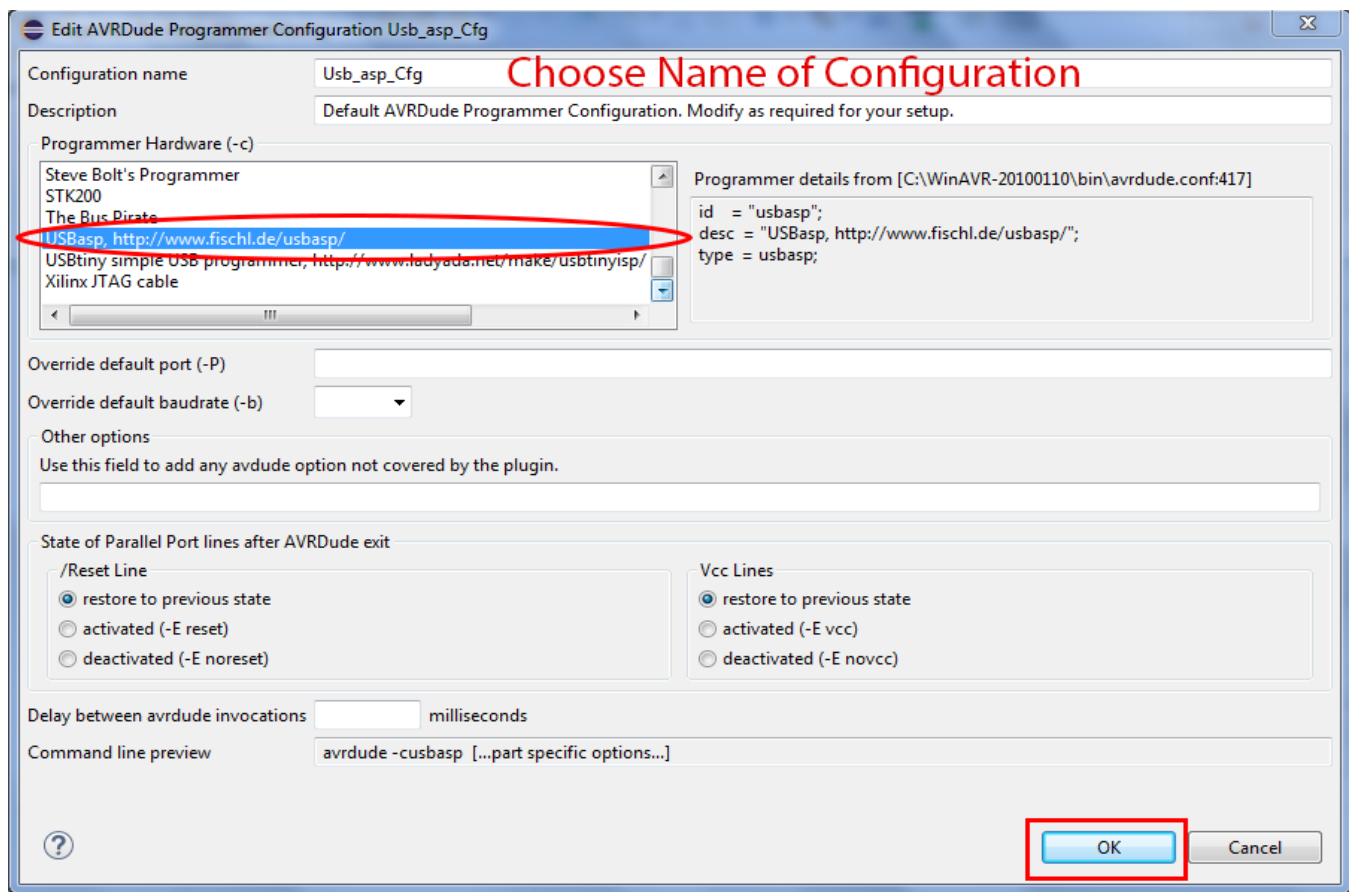 Edit AVRDude Programmer Configuration Usb_asp_Cfg
Configuration name Usb_asp_Cfg Choose Name of Configuration
Description Default AVRDude Programmer Configuration. Modify as required for your setup.
Programmer Hardware (-c)
Steve Bolt's Programmer
STK200
The Bus Pirate
USBasp, http://www.fischl.de/usbasp/
USBtiny simple USB programmer, http://www.ladyada.net/make/usbtinyisp/
Xilinx JTAG cable
Programmer details from [C:\WinAVR-20100110\bin\avrdude.conf:417]
id = "usbasp";
desc = "USBasp, http://www.fischl.de/usbasp/";
type = usbasp;
Override default port (-P)
Override default baudrate (-b)
Other options
Use this field to add any avdude option not covered by the plugin.
State of Parallel Port lines after AVRDude exit
/Reset Line
restore to previous state
activated (-E reset)
deactivated (-E noreset)
Vcc Lines
restore to previous state
activated (-E vcc)
deactivated (-E novcc)
Delay between avrdude invocations milliseconds
Command line preview avrdude -cusbasp [...part specific options...]
?
OK Cancel